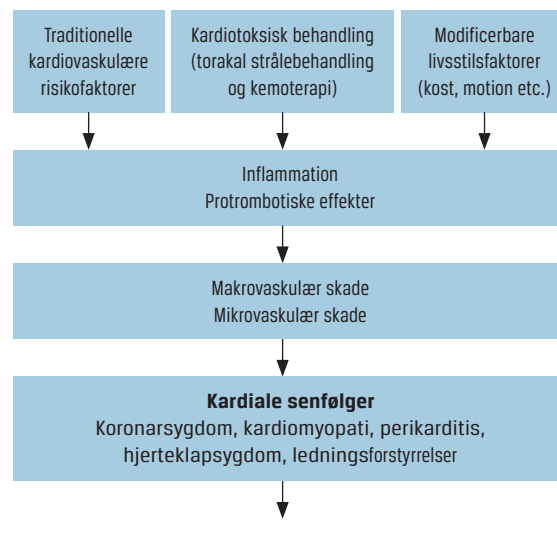 Traditionelle
kardiovaskulære
risikofaktorer
Kardiotoksisk behandling
(torakal strålebehandling
og kemoterapi)
Modificerbare
livsstilsfaktorer
(kost, motion etc.)
Inflammation
Protrombotiske effekter
Makrovaskulær skade
Mikrovaskulær skade
Kardiale senfølger
Koronarsygdom, kardiomyopati, perikarditis,
hjerteklapsygdom, ledningsforstyrrelser